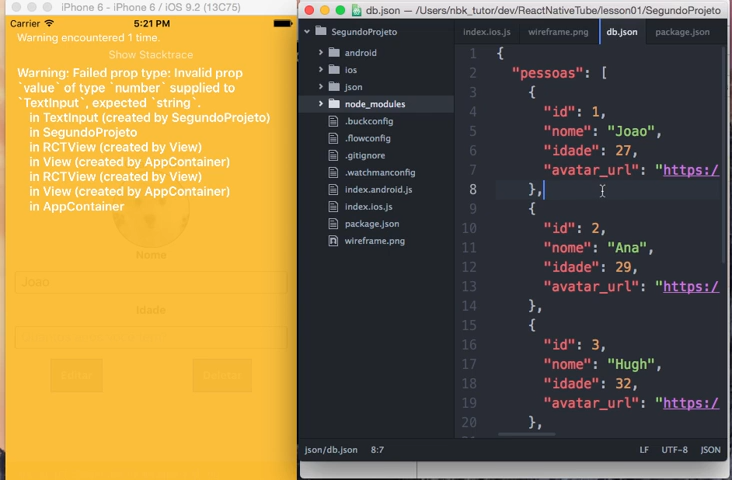 iPhone 6 - iPhone 6 / iOS 9.2 (13C75)
Carrier 5:21 PM
Warning encountered 1 time.
Show Stacktrace
Warning: Failed prop type: Invalid prop
`value` of type `number` supplied to
`TextInput`, expected `string`.
in TextInput (created by SegundoProjeto)
in SegundoProjeto
in RCTView (created by View)
in View (created by AppContainer)
in RCTView (created by View)
in View (created by AppContainer)
in AppContainer
Nome
Joao
Idade
db.json — /Users/nbk_tutor/dev/ReactNativeTube/lesson01/SegundoProjeto
SegundoProjeto
android
ios
json
node_modules
.buckconfig
.flowconfig
.gitignore
.watchmanconfig
index.android.js
index.ios.js
package.json
wireframe.png
index.ios.js wireframe.png db.json package.json
1 {
2 "pessoas": [
3 {
4 "id": 1,
5 "nome": "Joao",
6 "idade": 27,
7 "avatar_url": "https:/
8 },
9 {
10 "id": 2,
11 "nome": "Ana",
12 "idade": 29,
13 "avatar_url": "https:/
14 },
15 {
16 "id": 3,
17 "nome": "Hugh",
18 "idade": 32,
19 "avatar_url": "https:/
20 },
json/db.json 8:7 LF UTF-8 JSON